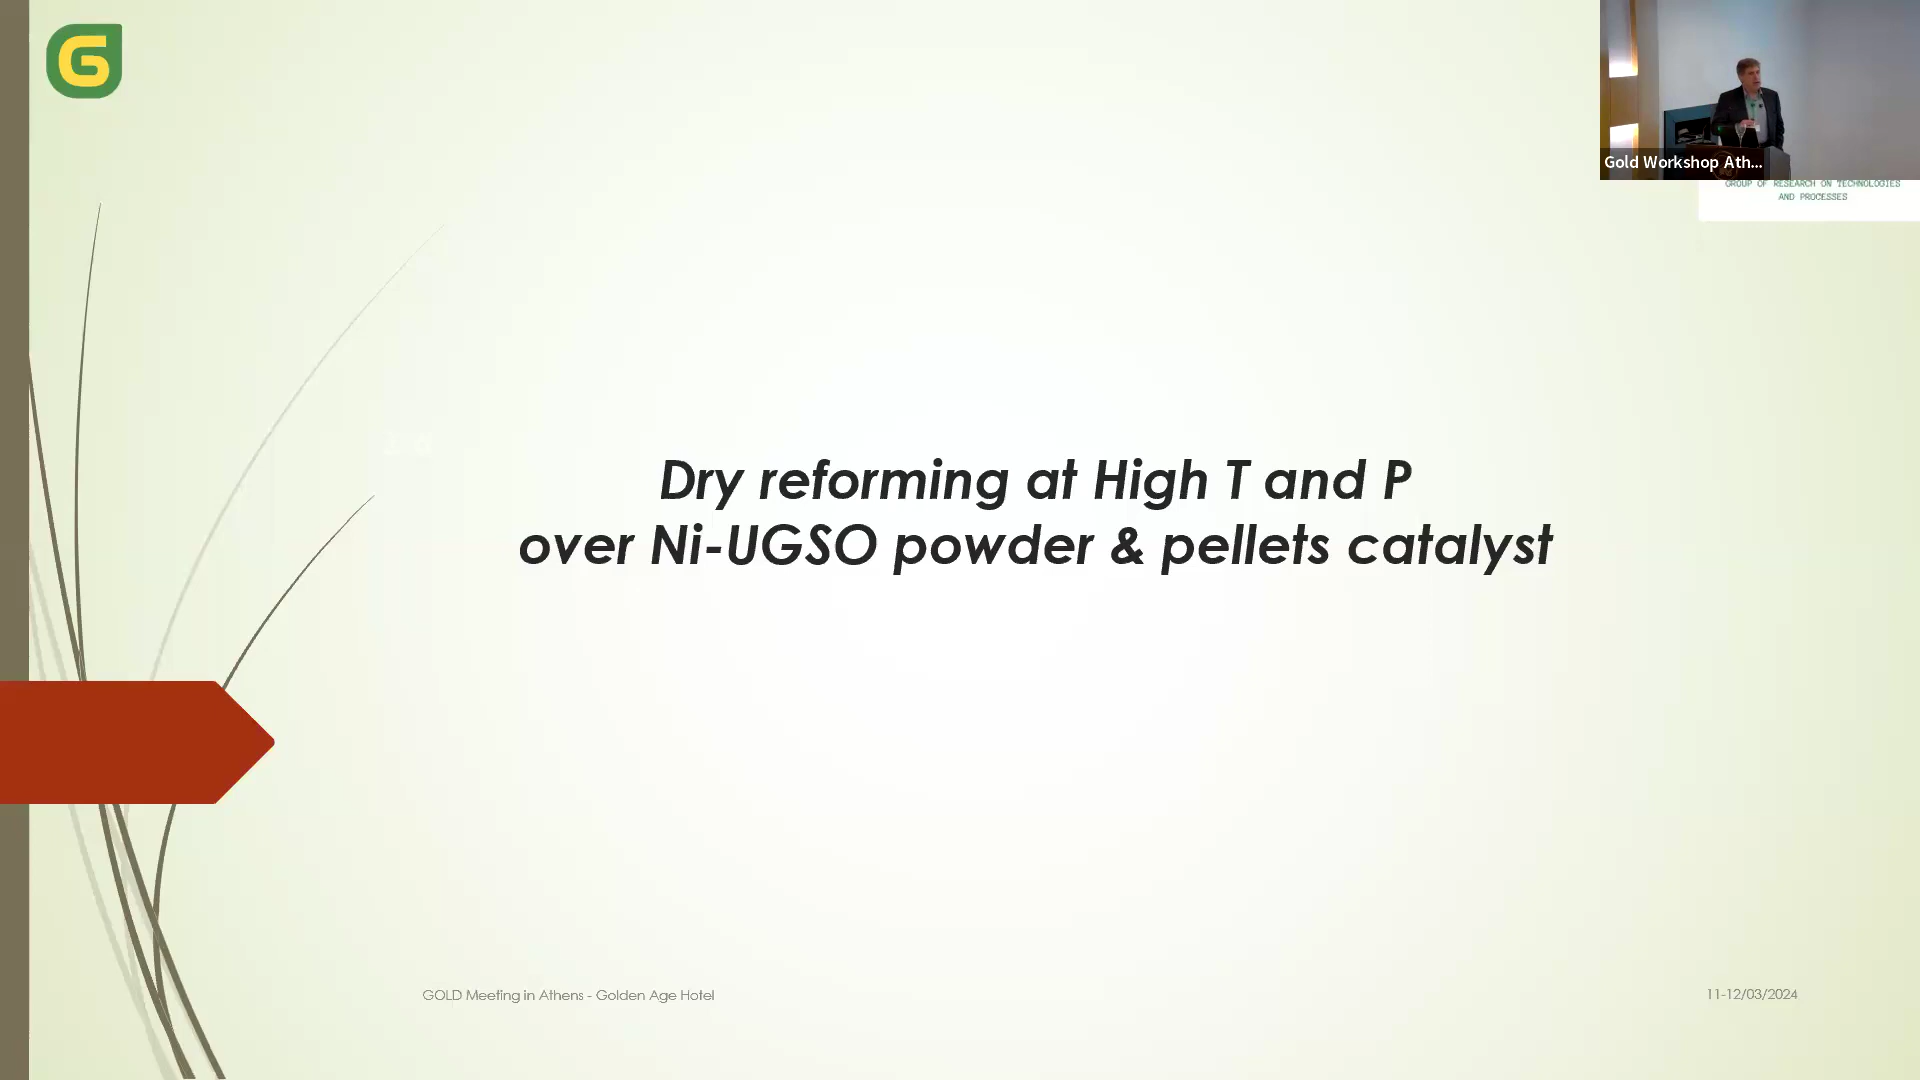 G
Gold Workshop Ath...
GROUP OF RESEARCH ON TECHNOLOGIES
AND PROCESSES
Dry reforming at High T and P
over Ni-UGSO powder & pellets catalyst
GOLD Meeting in Athens - Golden Age Hotel
11-12/03/2024